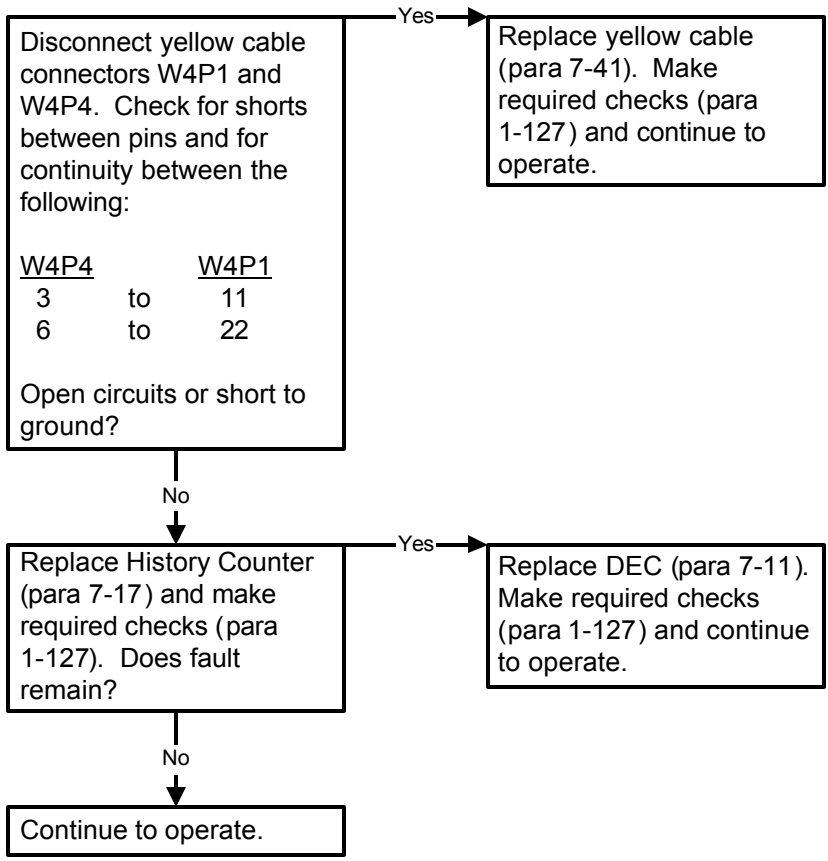 Disconnect yellow cable
connectors W4P1 and
W4P4. Check for shorts
between pins and for
continuity between the
following:
W4P4 W4P1
3 to 11
6 to 22
Open circuits or short to
ground?
Yes
Replace yellow cable
(para 7-41). Make
required checks (para
1-127) and continue to
operate.
No
Replace History Counter
(para 7-17) and make
required checks (para
1-127). Does fault
remain?
Yes
Replace DEC (para 7-11).
Make required checks
(para 1-127) and continue
to operate.
No
Continue to operate.